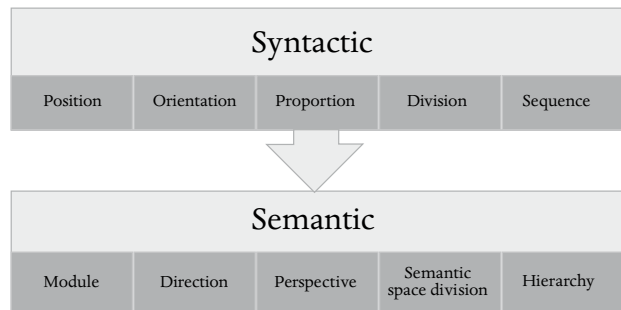 Syntactic
Position Orientation Proportion Division Sequence
Semantic
Module Direction Perspective Semantic space division Hierarchy